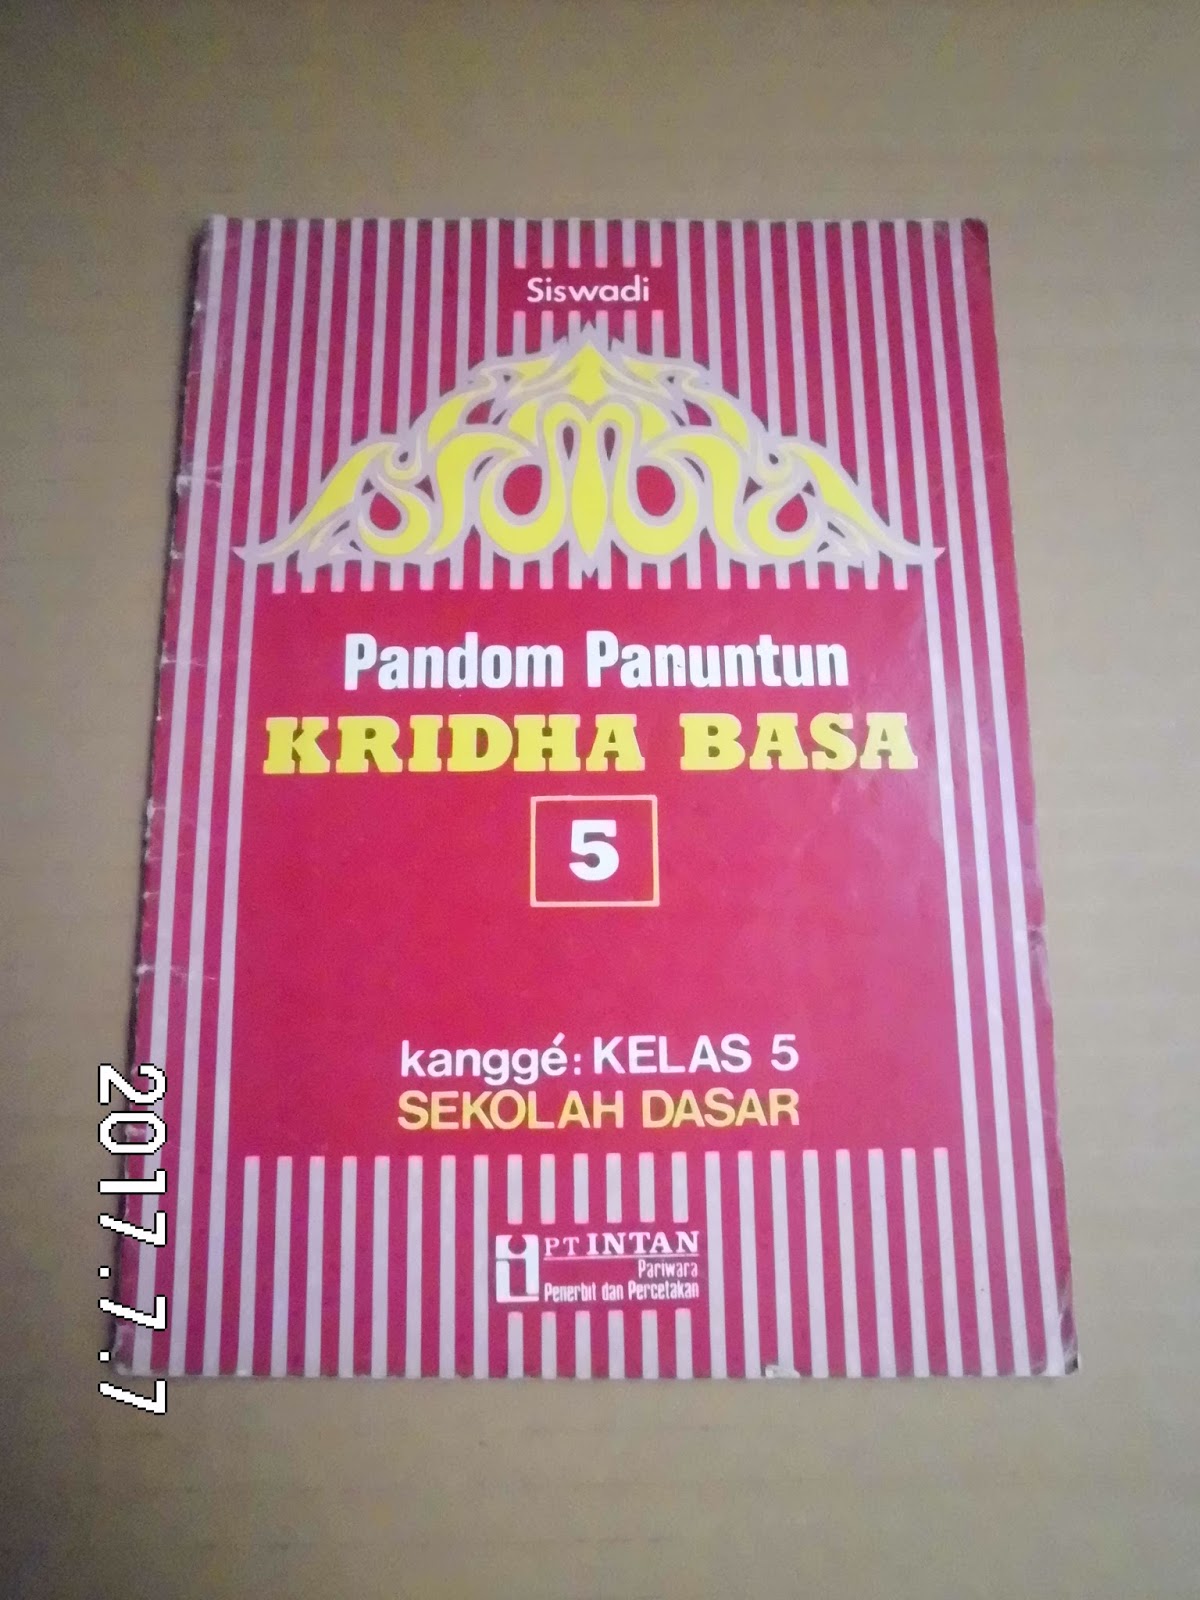 Siswadi
Pandom Panuntun
KRIDHA BASA
5
kanggé: KELAS 5
SEKOLAH DASAR
PT INTAN
Pariwara
Penerbit dan Percetakan
2017.7.7